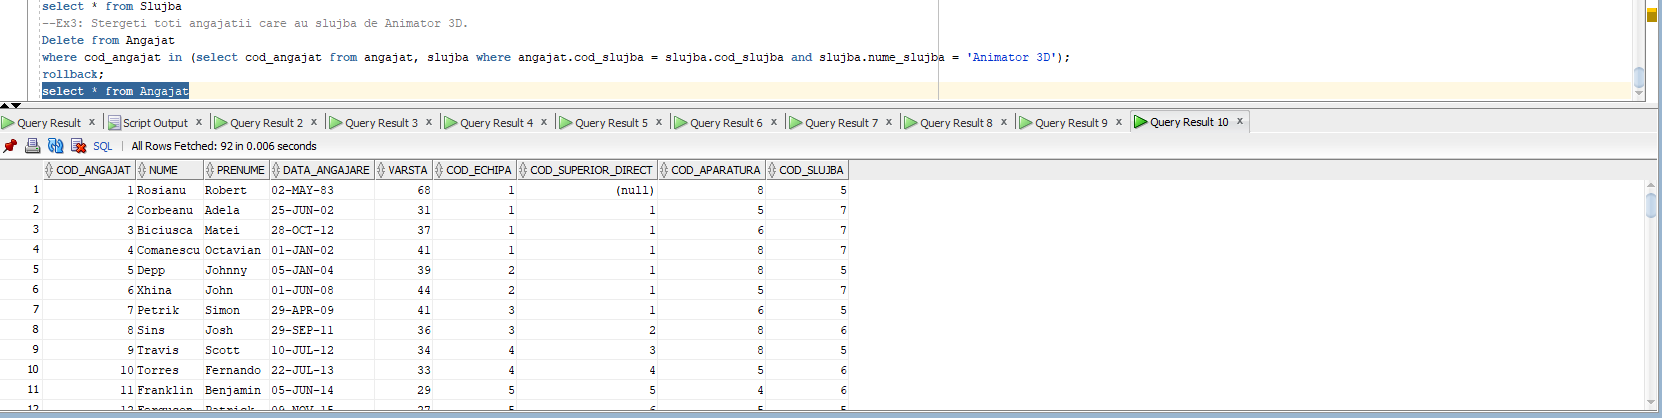 select * from Slujba
--Ex3: Stergeti toti angajatii care au slujba de Animator 3D.
Delete from Angajat
where cod_angajat in (select cod_angajat from angajat, slujba where angajat.cod_slujba = slujba.cod_slujba and slujba.nume_slujba = 'Animator 3D');
rollback;
select * from Angajat
Query Result x Script Output x Query Result 2 x Query Result 3 x Query Result 4 x Query Result 5 x Query Result 6 x Query Result 7 x Query Result 8 x Query Result 9 x Query Result 10 x
SQL | All Rows Fetched: 92 in 0.006 seconds
COD_ANGAJAT NUME PRENUME DATA_ANGAJARE VARSTA COD_ECHIPA COD_SUPERIOR_DIRECT COD_APARATURA COD_SLUJBA
1 1 Rosianu Robert 02-MAY-83 68 1 (null) 8 5
2 2 Corbeanu Adela 25-JUN-02 31 1 1 5 7
3 3 Biciusca Matei 28-OCT-12 37 1 1 6 7
4 4 Comanescu Octavian 01-JAN-02 41 1 1 8 7
5 5 Depp Johnny 05-JAN-04 39 2 1 8 5
6 6 Xhina John 01-JUN-08 44 2 1 5 7
7 7 Petrik Simon 29-APR-09 41 3 1 6 5
8 8 Sins Josh 29-SEP-11 36 3 2 8 6
9 9 Travis Scott 10-JUL-12 34 4 3 8 5
10 10 Torres Fernando 22-JUL-13 33 4 4 5 6
11 11 Franklin Benjamin 05-JUN-14 29 5 5 4 6
12 12 Ferguson Patrick 09-NOV-15 27 5 6 5 5